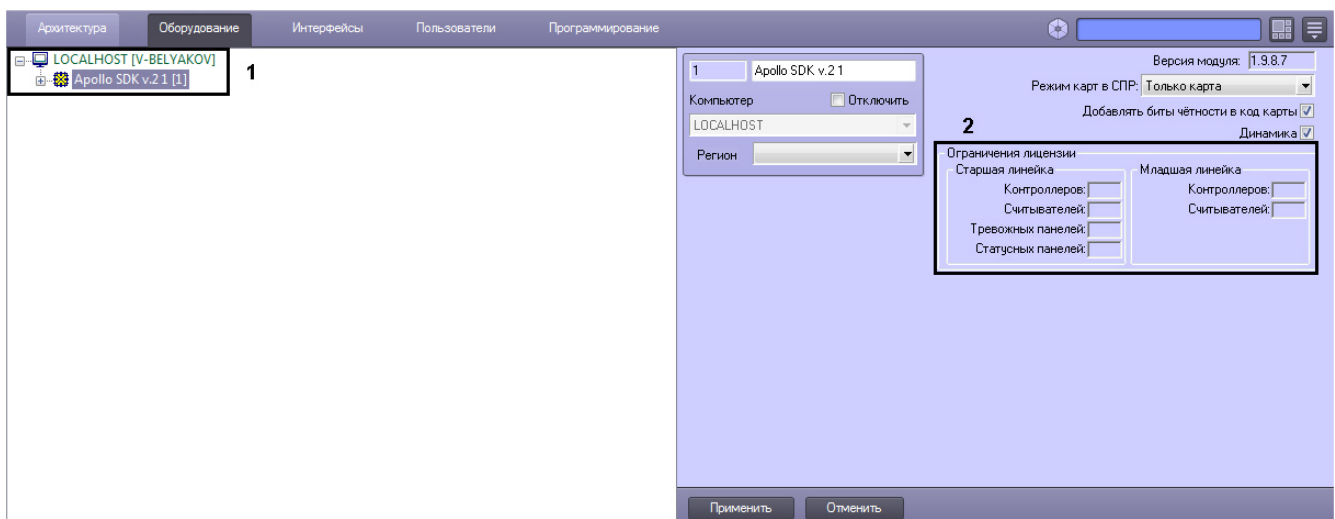 Архитектура Оборудование Интерфейсы Пользователи Программирование
LOCALHOST [V-BELYAKOV]
Apollo SDK v.2 1 [1]
1
1 Apollo SDK v.2 1
Компьютер Отключить
LOCALHOST
Регион
Версия модуля: 1.9.8.7
Режим карт в СПР: Только карта
Добавлять биты чётности в код карты
Динамика
2
Ограничения лицензии
Старшая линейка Младшая линейка
Контроллеров: Контроллеров:
Считывателей: Считывателей:
Тревожных панелей:
Статусных панелей:
Применить Отменить